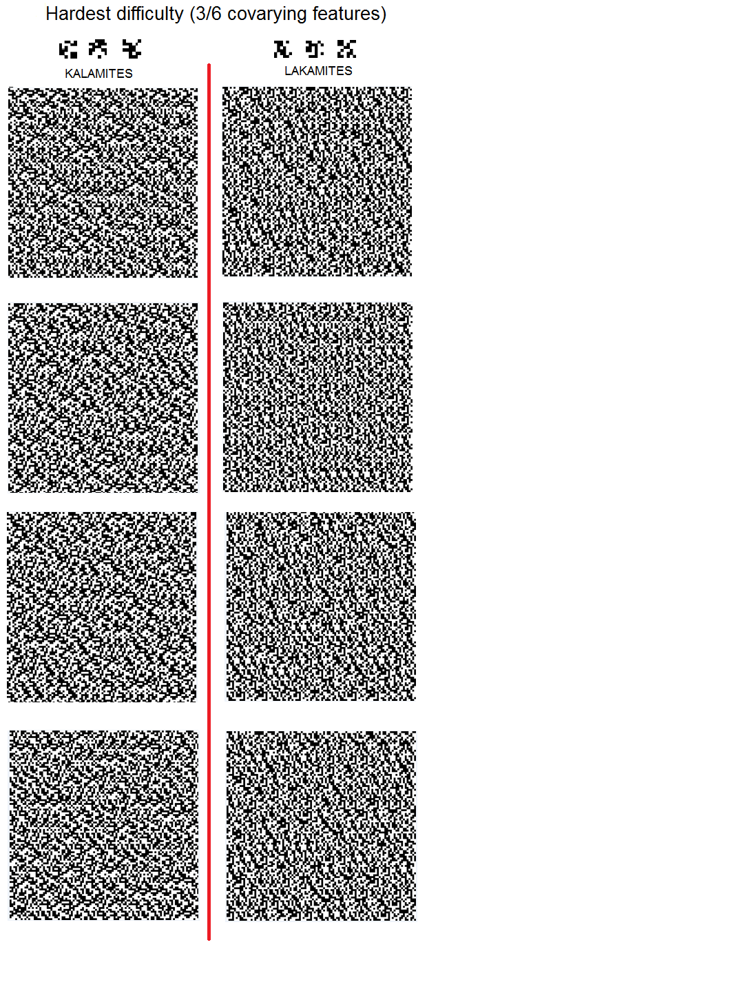 Hardest difficulty (3/6 covarying features)
KALAMITES
LAKAMITES